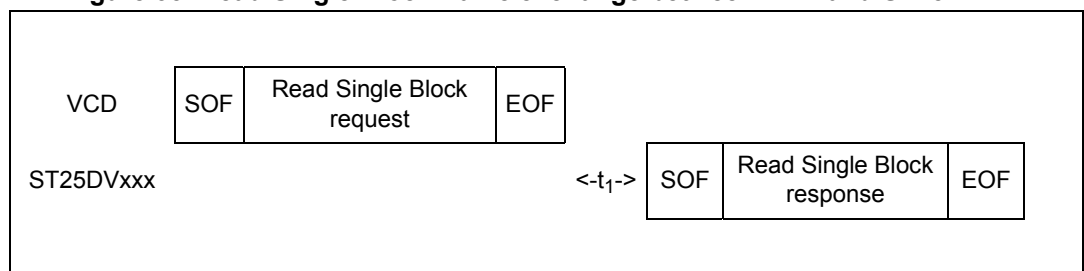 VCD SOF Read Single Block request EOF
ST25DVxxx <-t1-> SOF Read Single Block response EOF